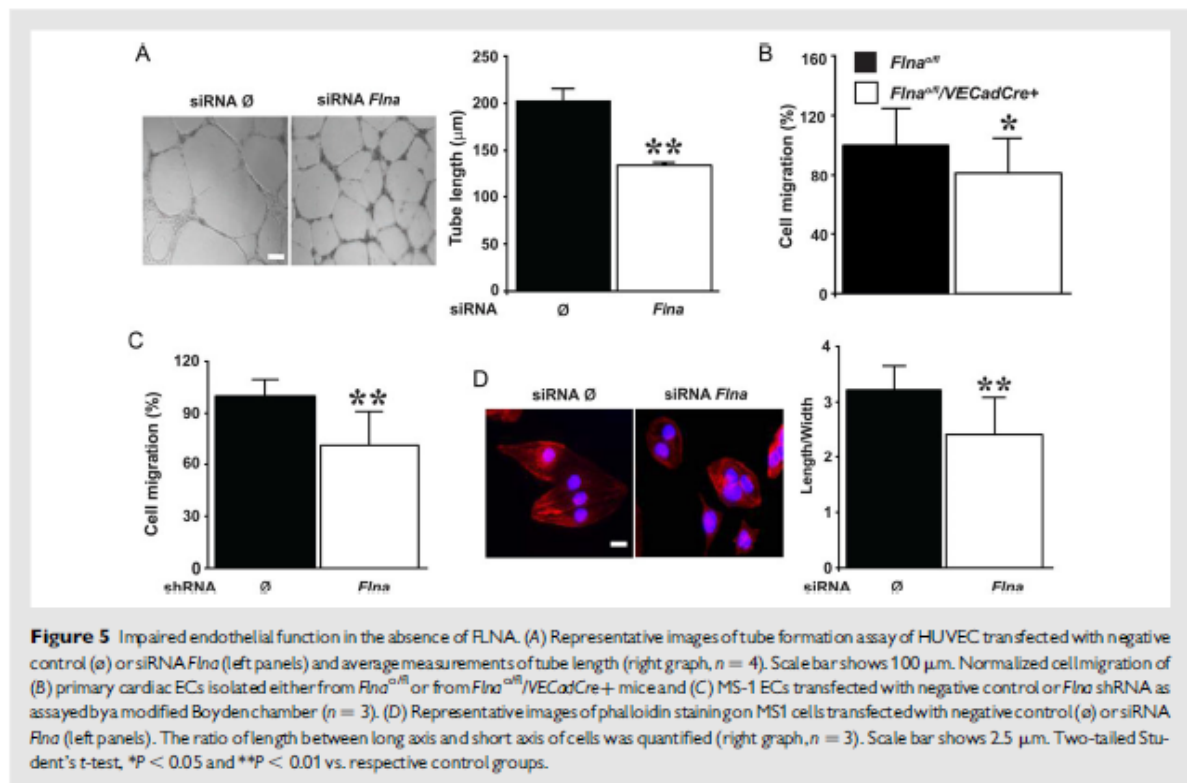 A
siRNA Ø
siRNA Flna
250
200
150
100
50
0
Tube length (μm)
**
siRNA
Ø
Flna
B
Flnaᵒ/ᶠˡ
Flnaᵒ/ᶠˡ/VECadCre+
160
120
80
40
0
Cell migration (%)
*
C
120
90
60
30
0
Cell migration (%)
**
shRNA
Ø
Flna
D
siRNA Ø
siRNA Flna
4
3
2
1
0
Length/Width
**
siRNA
Ø
Flna
Figure 5 Impaired endothelial function in the absence of FLNA. (A) Representative images of tube formation assay of HUVEC transfected with negative
control (ø) or siRNA Flna (left panels) and average measurements of tube length (right graph, n = 4). Scale bar shows 100 μm. Normalized cell migration of
(B) primary cardiac ECs isolated either from Flnaᵒ/ᶠˡ or from Flnaᵒ/ᶠˡ/VECadCre+ mice and (C) MS-1 ECs transfected with negative control or Flna shRNA as
assayed by a modified Boyden chamber (n = 3). (D) Representative images of phalloidin staining on MS1 cells transfected with negative control (ø) or siRNA
Flna (left panels). The ratio of length between long axis and short axis of cells was quantified (right graph, n = 3). Scale bar shows 2.5 μm. Two-tailed Stu-
dent's t-test, *P < 0.05 and **P < 0.01 vs. respective control groups.